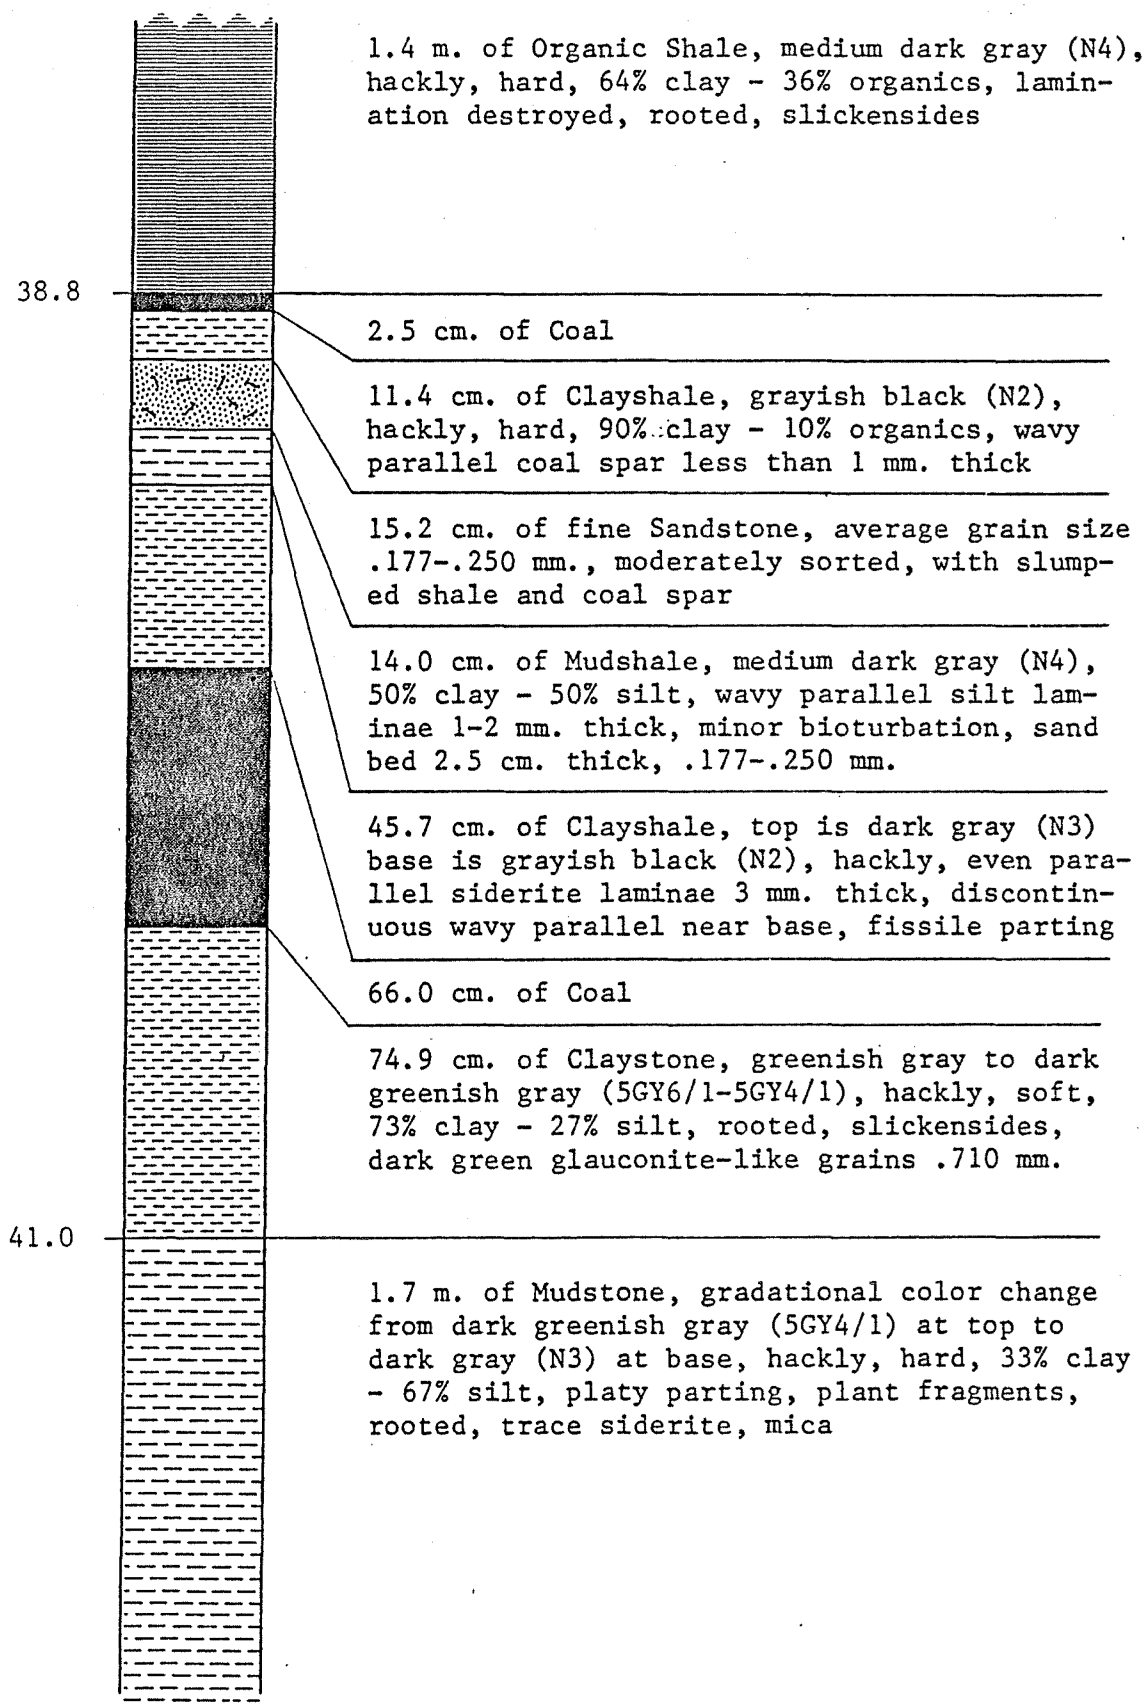 1.4 m. of Organic Shale, medium dark gray (N4),
hackly, hard, 64% clay - 36% organics, lamin-
ation destroyed, rooted, slickensides
38.8
2.5 cm. of Coal
11.4 cm. of Clayshale, grayish black (N2),
hackly, hard, 90% clay - 10% organics, wavy
parallel coal spar less than 1 mm. thick
15.2 cm. of fine Sandstone, average grain size
.177-.250 mm., moderately sorted, with slump-
ed shale and coal spar
14.0 cm. of Mudshale, medium dark gray (N4),
50% clay - 50% silt, wavy parallel silt lam-
inae 1-2 mm. thick, minor bioturbation, sand
bed 2.5 cm. thick, .177-.250 mm.
45.7 cm. of Clayshale, top is dark gray (N3)
base is grayish black (N2), hackly, even para-
llel siderite laminae 3 mm. thick, discontin-
uous wavy parallel near base, fissile parting
66.0 cm. of Coal
74.9 cm. of Claystone, greenish gray to dark
greenish gray (5GY6/1-5GY4/1), hackly, soft,
73% clay - 27% silt, rooted, slickensides,
dark green glauconite-like grains .710 mm.
41.0
1.7 m. of Mudstone, gradational color change
from dark greenish gray (5GY4/1) at top to
dark gray (N3) at base, hackly, hard, 33% clay
- 67% silt, platy parting, plant fragments,
rooted, trace siderite, mica